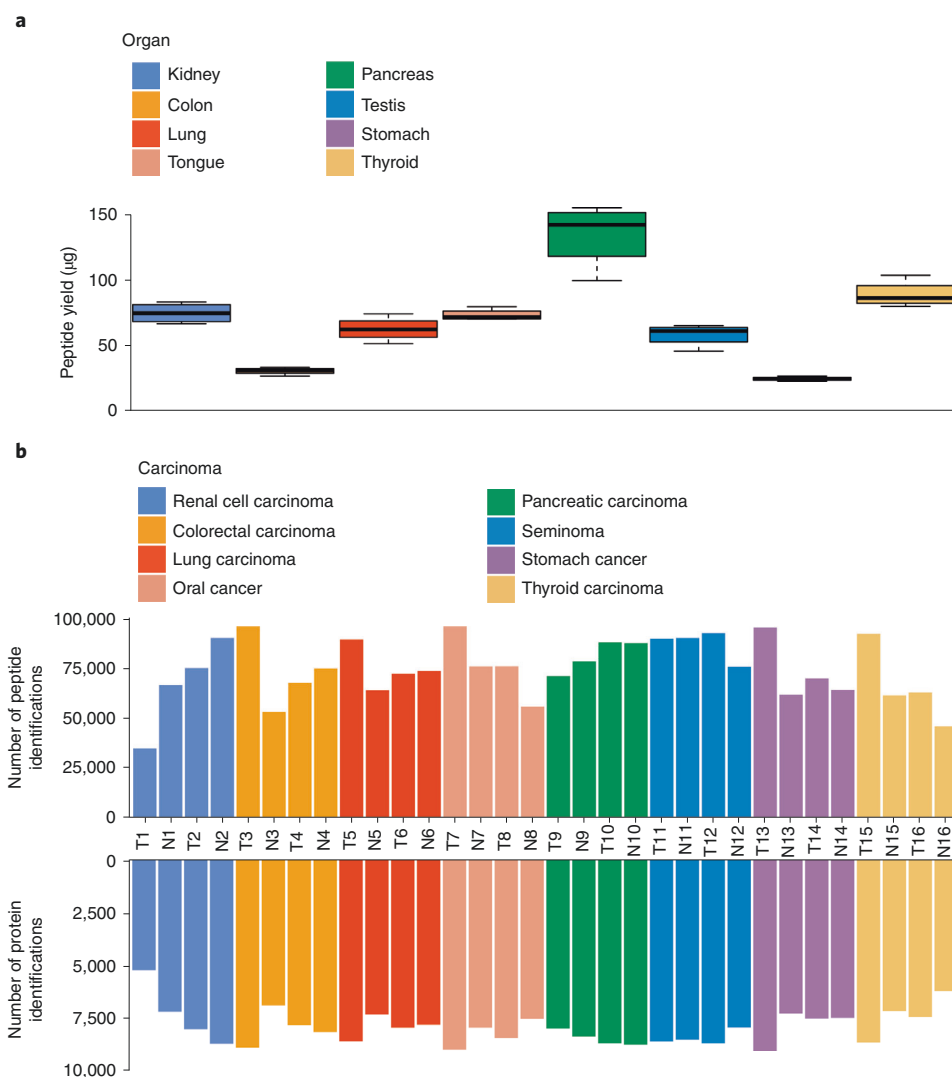 a
Organ
Kidney
Colon
Lung
Tongue
Pancreas
Testis
Stomach
Thyroid
Peptide yield (µg)
150
100
50
0
b
Carcinoma
Renal cell carcinoma
Colorectal carcinoma
Lung carcinoma
Oral cancer
Pancreatic carcinoma
Seminoma
Stomach cancer
Thyroid carcinoma
Number of peptide
identifications
100,000
75,000
50,000
25,000
0
T1 N1 T2 N2 T3 N3 T4 N4 T5 N5 T6 N6 T7 N7 T8 N8 T9 N9 T10 N10 T11 N11 T12 N12 T13 N13 T14 N14 T15 N15 T16 N16
Number of protein
identifications
0
2,500
5,000
7,500
10,000